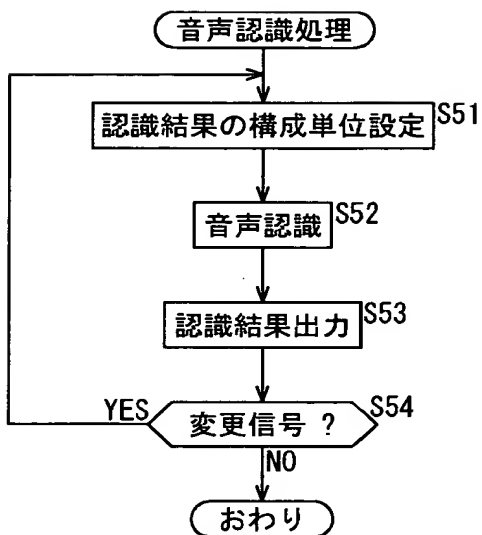 音声認識処理
認識結果の構成単位設定 S51
音声認識 S52
認識結果出力 S53
YES 変更信号 ? S54
NO
おわり